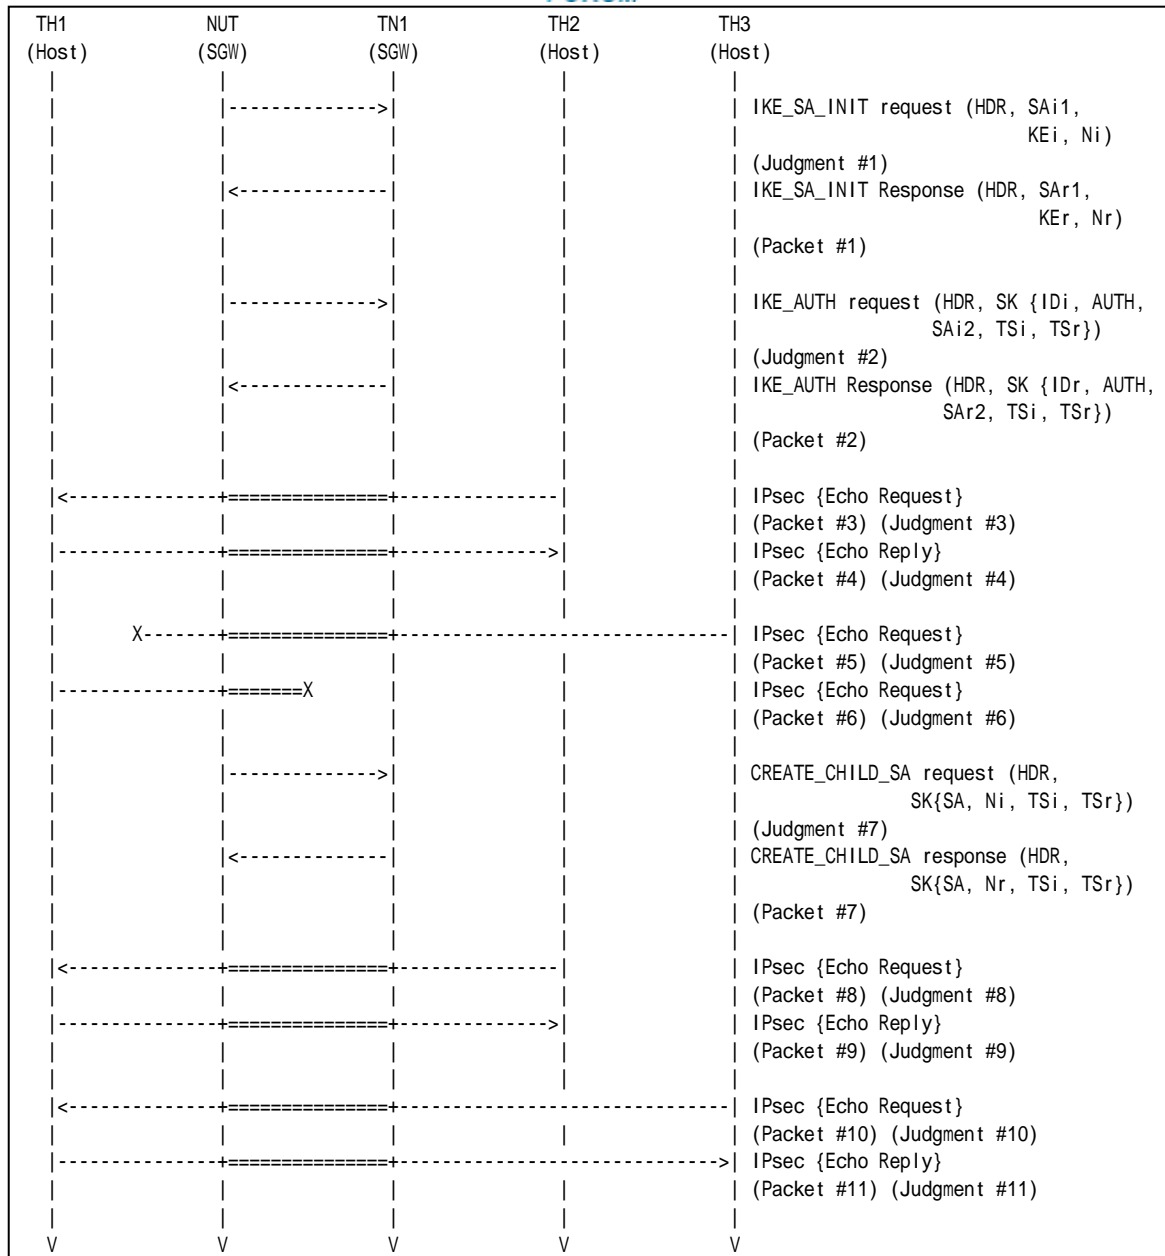 TH1 NUT TN1 TH2 TH3
(Host) (SGW) (SGW) (Host) (Host)
| | | | |
| |-------------->| | | IKE_SA_INIT request (HDR, SAi1,
| | | | | KEi, Ni)
| | | | | (Judgment #1)
| |<--------------| | | IKE_SA_INIT Response (HDR, SAr1,
| | | | | KEr, Nr)
| | | | | (Packet #1)
| | | | |
| |-------------->| | | IKE_AUTH request (HDR, SK {IDi, AUTH,
| | | | | SAi2, TSi, TSr})
| | | | | (Judgment #2)
| |<--------------| | | IKE_AUTH Response (HDR, SK {IDr, AUTH,
| | | | | SAr2, TSi, TSr})
| | | | | (Packet #2)
| | | | |
|<--------------+===============+--------------| | IPsec {Echo Request}
| | | | | (Packet #3) (Judgment #3)
|---------------+===============+------------->| | IPsec {Echo Reply}
| | | | | (Packet #4) (Judgment #4)
| | | | |
| X-------+===============+------------------------------| IPsec {Echo Request}
| | | | | (Packet #5) (Judgment #5)
|---------------+=======X | | | IPsec {Echo Request}
| | | | | (Packet #6) (Judgment #6)
| | | | |
| |-------------->| | | CREATE_CHILD_SA request (HDR,
| | | | | SK{SA, Ni, TSi, TSr})
| | | | | (Judgment #7)
| |<--------------| | | CREATE_CHILD_SA response (HDR,
| | | | | SK{SA, Nr, TSi, TSr})
| | | | | (Packet #7)
| | | | |
|<--------------+===============+--------------| | IPsec {Echo Request}
| | | | | (Packet #8) (Judgment #8)
|---------------+===============+------------->| | IPsec {Echo Reply}
| | | | | (Packet #9) (Judgment #9)
| | | | |
|<--------------+===============+------------------------------| IPsec {Echo Request}
| | | | | (Packet #10) (Judgment #10)
|---------------+===============+----------------------------->| IPsec {Echo Reply}
| | | | | (Packet #11) (Judgment #11)
| | | | |
V V V V V